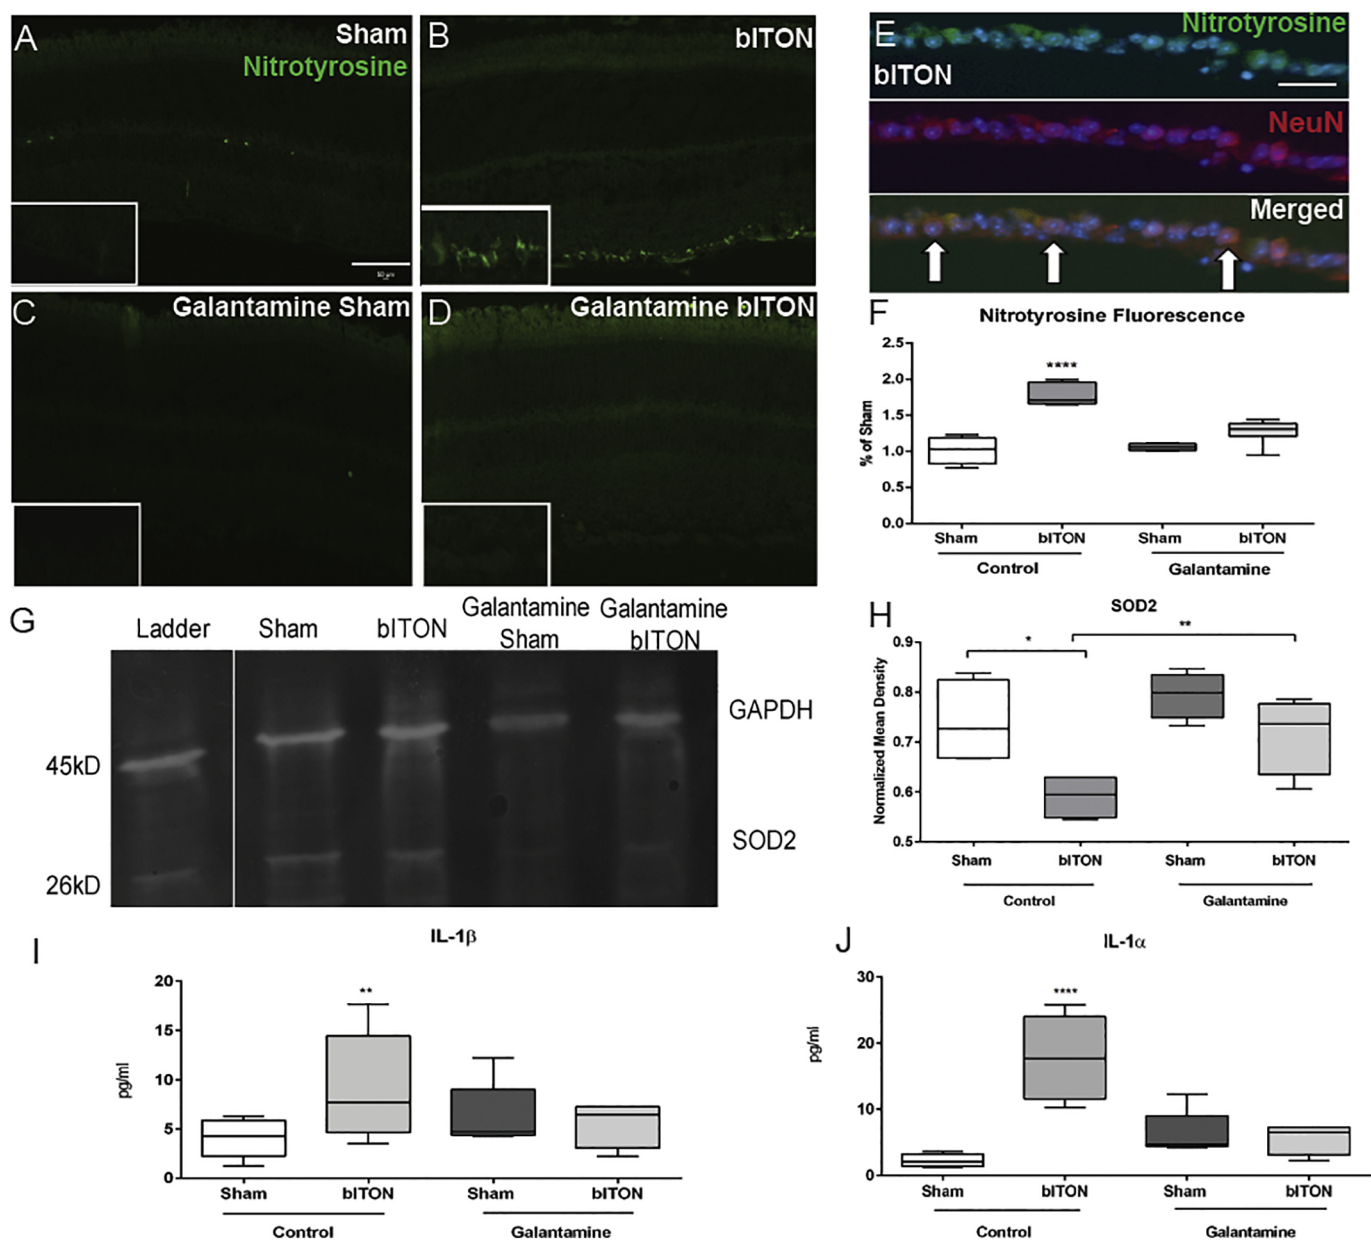 A
Sham
Nitrotyrosine
50 µm
B
bITON
C
Galantamine Sham
D
Galantamine bITON
E
Nitrotyrosine
bITON
NeuN
Merged
F
Nitrotyrosine Fluorescence
% of Sham
2.5
2.0
1.5
1.0
0.5
0.0
****
Sham
bITON
Sham
bITON
Control
Galantamine
G
Ladder
Sham
bITON
Galantamine
Sham
Galantamine
bITON
45kD
26kD
GAPDH
SOD2
H
SOD2
Normalized Mean Density
0.9
0.8
0.7
0.6
0.5
*
**
Sham
bITON
Sham
bITON
Control
Galantamine
I
IL-1β
pg/ml
20
15
10
5
0
**
Sham
bITON
Sham
bITON
Control
Galantamine
J
IL-1α
pg/ml
30
20
10
0
****
Sham
bITON
Sham
bITON
Control
Galantamine